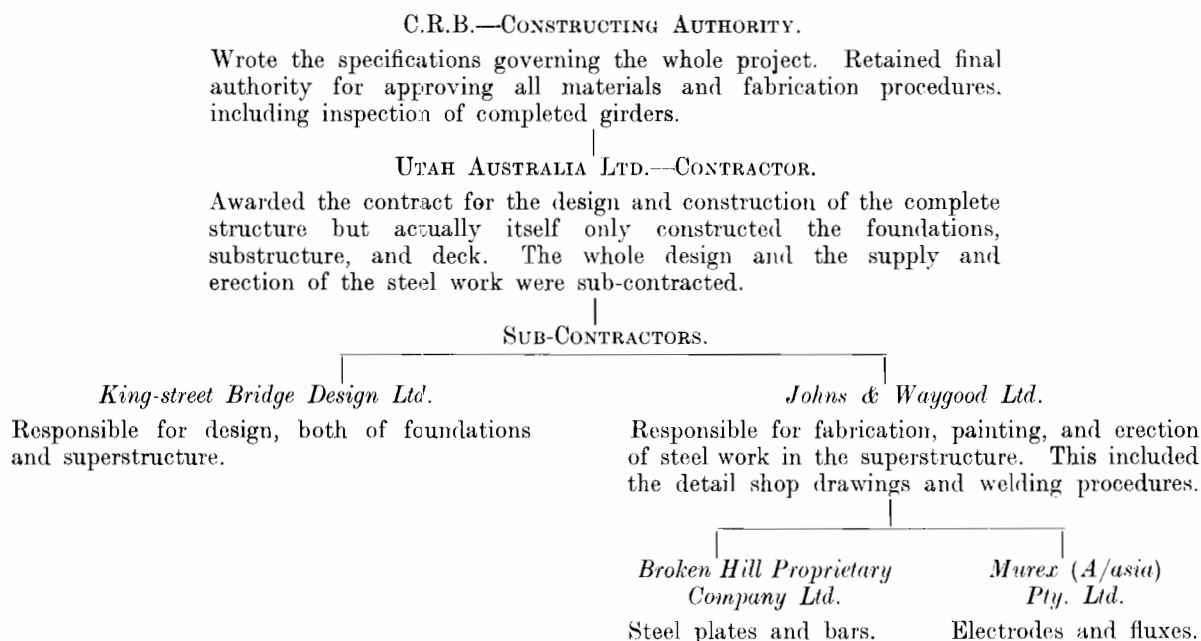 C.R.B.—CONSTRUCTING AUTHORITY.
Wrote the specifications governing the whole project. Retained final
authority for approving all materials and fabrication procedures,
including inspection of completed girders.
UTAH AUSTRALIA LTD.—CONTRACTOR.
Awarded the contract for the design and construction of the complete
structure but actually itself only constructed the foundations,
substructure, and deck. The whole design and the supply and
erection of the steel work were sub-contracted.
SUB-CONTRACTORS.
King-street Bridge Design Ltd.
Responsible for design, both of foundations
and superstructure.
Johns & Waygood Ltd.
Responsible for fabrication, painting, and erection
of steel work in the superstructure. This included
the detail shop drawings and welding procedures.
Broken Hill Proprietary
Company Ltd.
Steel plates and bars.
Murex (A/asia)
Pty. Ltd.
Electrodes and fluxes.